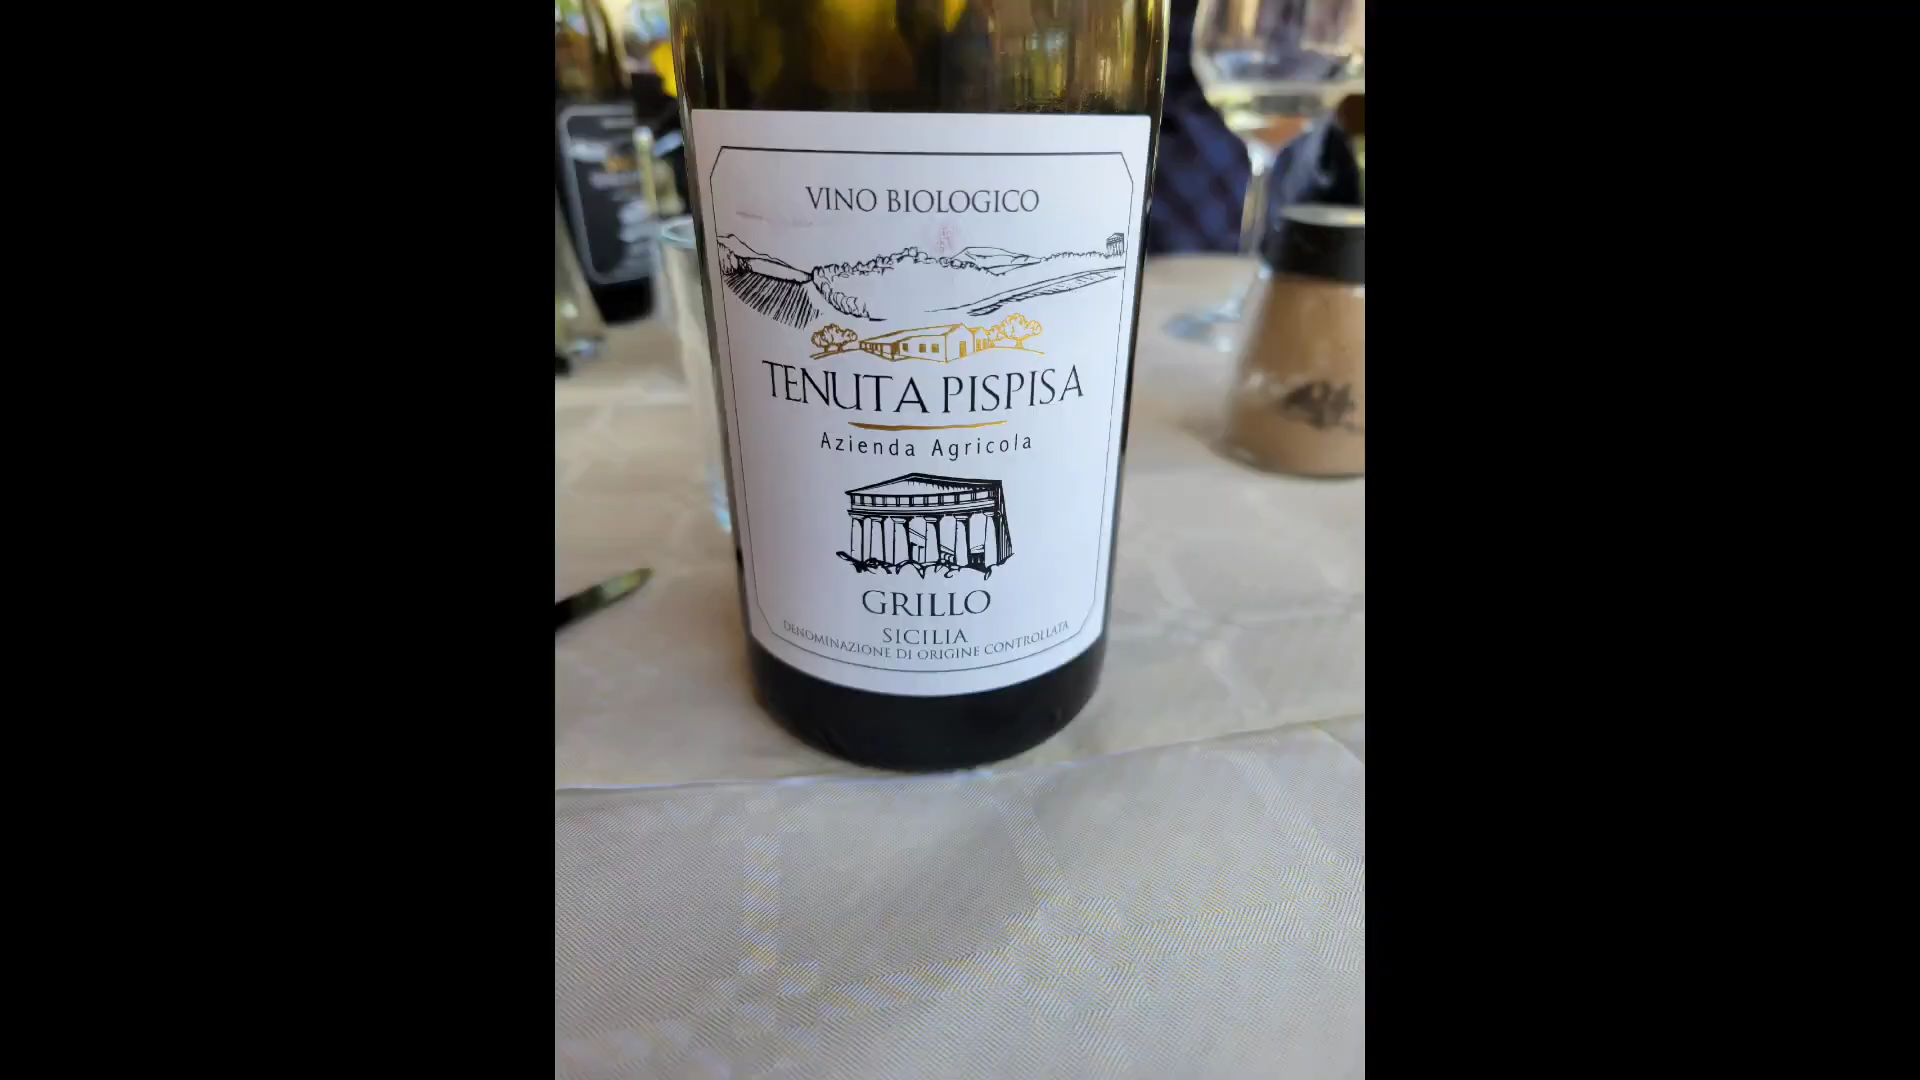 VINO BIOLOGICO
TENUTA PISPISA
Azienda Agricola
GRILLO
SICILIA
DENOMINAZIONE DI ORIGINE CONTROLLATA